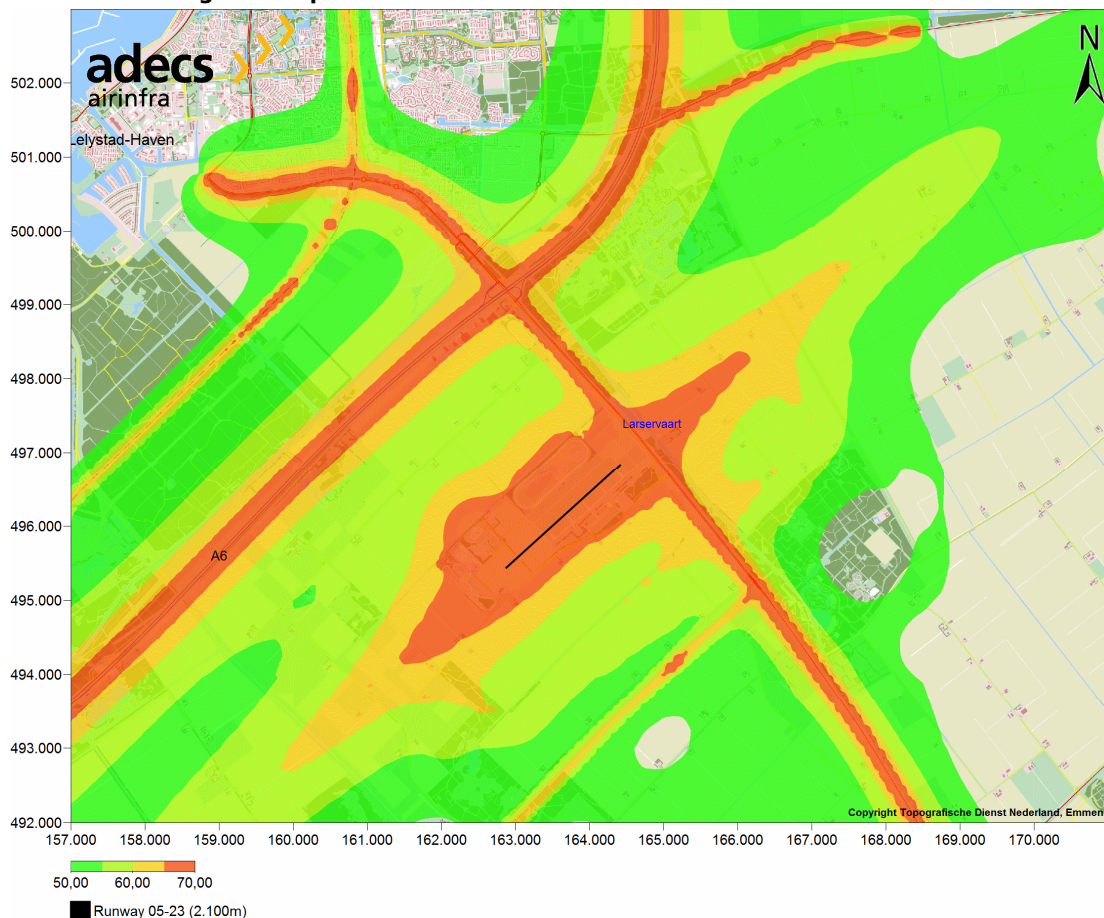 adecs
airinfra
N
Lelystad-Haven
Larservaart
A6
Copyright Topografische Dienst Nederland, Emmen
502.000
501.000
500.000
499.000
498.000
497.000
496.000
495.000
494.000
493.000
492.000
157.000 158.000 159.000 160.000 161.000 162.000 163.000 164.000 165.000 166.000 167.000 168.000 169.000 170.000
50,00 60,00 70,00
Runway 05-23 (2.100m)